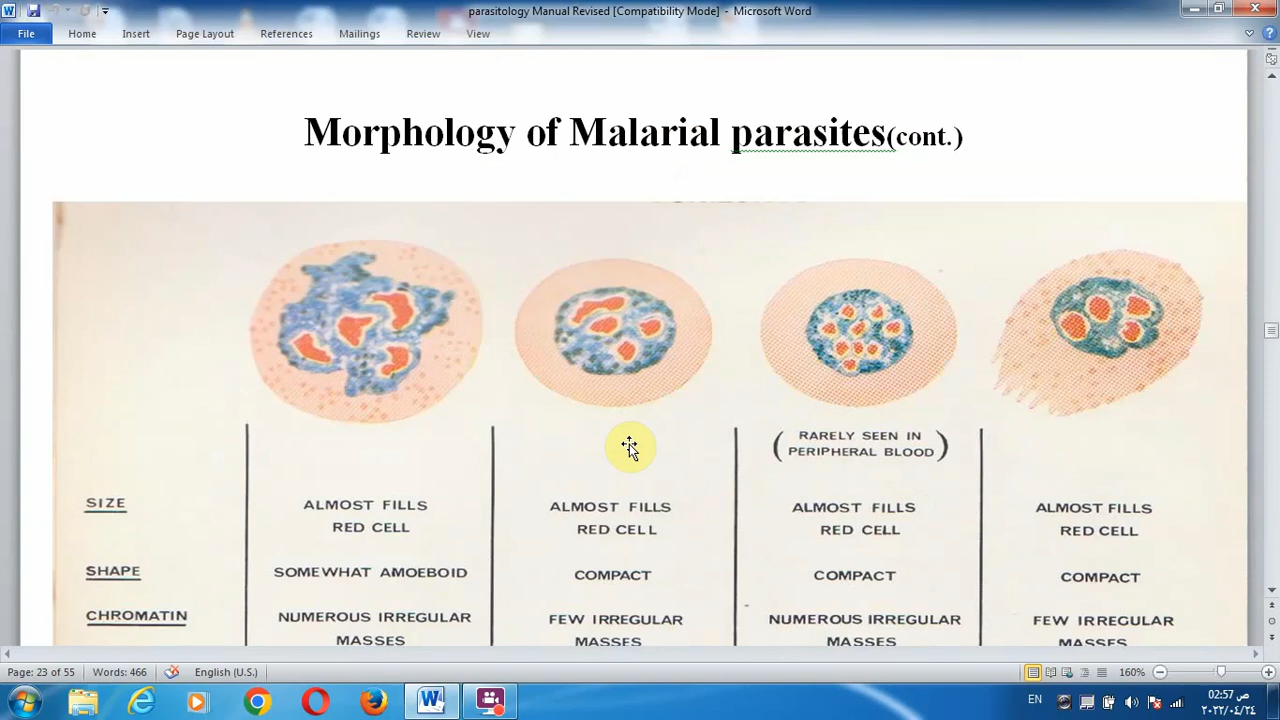 parasitology Manual Revised [Compatibility Mode] - Microsoft Word
File Home Insert Page Layout References Mailings Review View
Morphology of Malarial parasites(cont.)
( RARELY SEEN IN
PERIPHERAL BLOOD )
SIZE
ALMOST FILLS
RED CELL
ALMOST FILLS
RED CELL
ALMOST FILLS
RED CELL
ALMOST FILLS
RED CELL
SHAPE
SOMEWHAT AMOEBOID
COMPACT
COMPACT
COMPACT
CHROMATIN
NUMEROUS IRREGULAR
MASSES
FEW IRREGULAR
MASSES
NUMEROUS IRREGULAR
MASSES
FEW IRREGULAR
MASSES
Page: 23 of 55 Words: 466 English (U.S.) 160%
EN
02:57 ص
٢٠٢٢/٠٤/٢٤